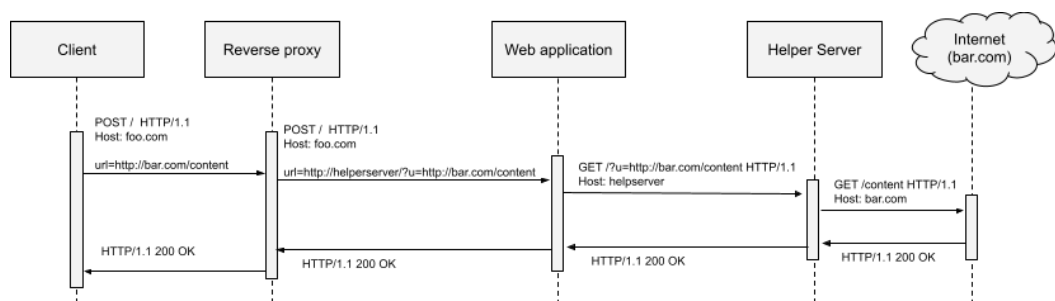 Client
Reverse proxy
Web application
Helper Server
Internet
(bar.com)
POST / HTTP/1.1
Host: foo.com
url=http://bar.com/content
POST / HTTP/1.1
Host: foo.com
url=http://helperserver/?u=http://bar.com/content
GET /?u=http://bar.com/content HTTP/1.1
Host: helpserver
GET /content HTTP/1.1
Host: bar.com
HTTP/1.1 200 OK
HTTP/1.1 200 OK
HTTP/1.1 200 OK
HTTP/1.1 200 OK